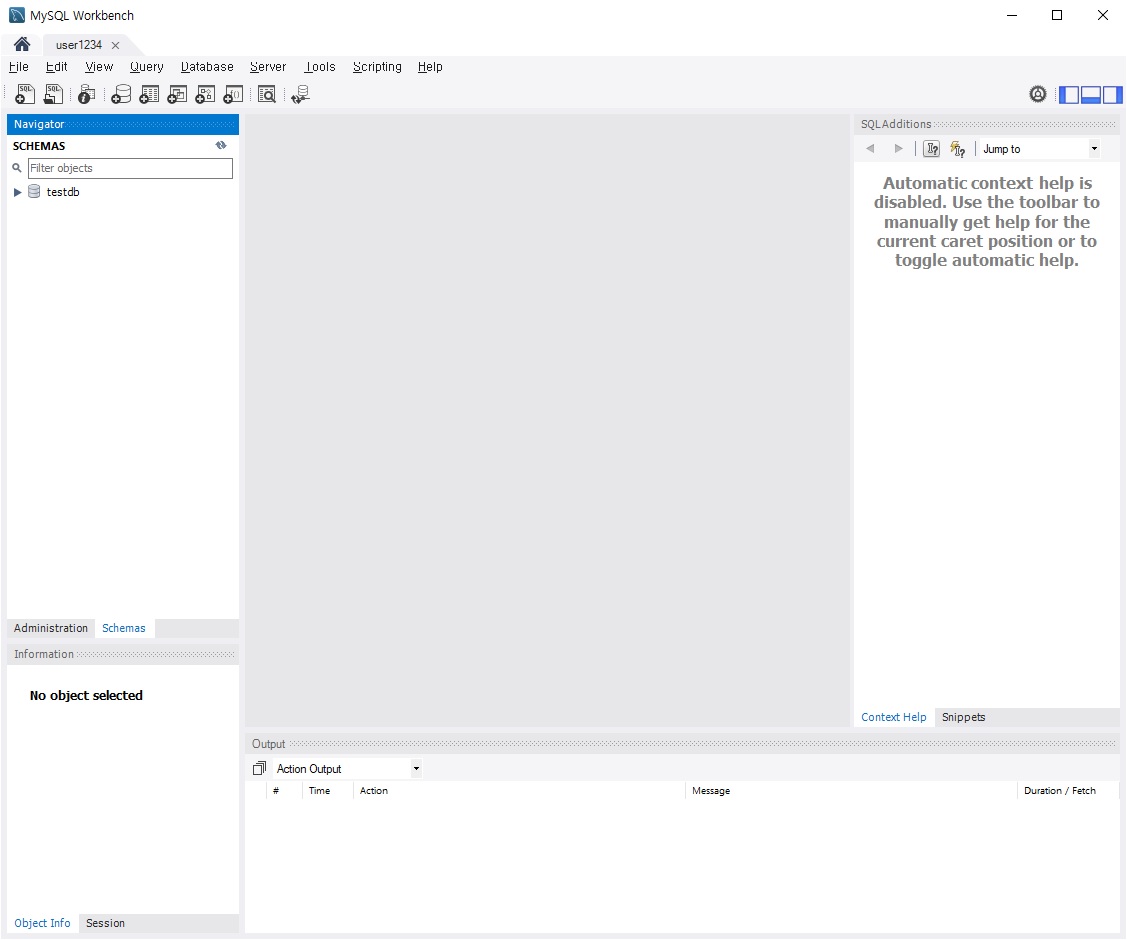 MySQL Workbench
user1234
File Edit View Query Database Server Tools Scripting Help
Navigator
SCHEMAS
Filter objects
testdb
Administration Schemas
Information
No object selected
Object Info Session
SQLAdditions
Jump to
Automatic context help is
disabled. Use the toolbar to
manually get help for the
current caret position or to
toggle automatic help.
Context Help Snippets
Output
Action Output
# Time Action Message Duration / Fetch